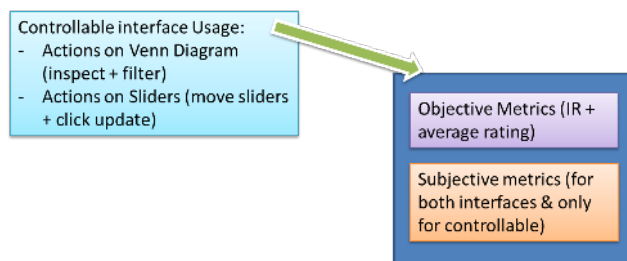 Controllable interface Usage:
- Actions on Venn Diagram
(inspect + filter)
- Actions on Sliders (move sliders
+ click update)
Objective Metrics (IR +
average rating)
Subjective metrics (for
both interfaces & only
for controllable)